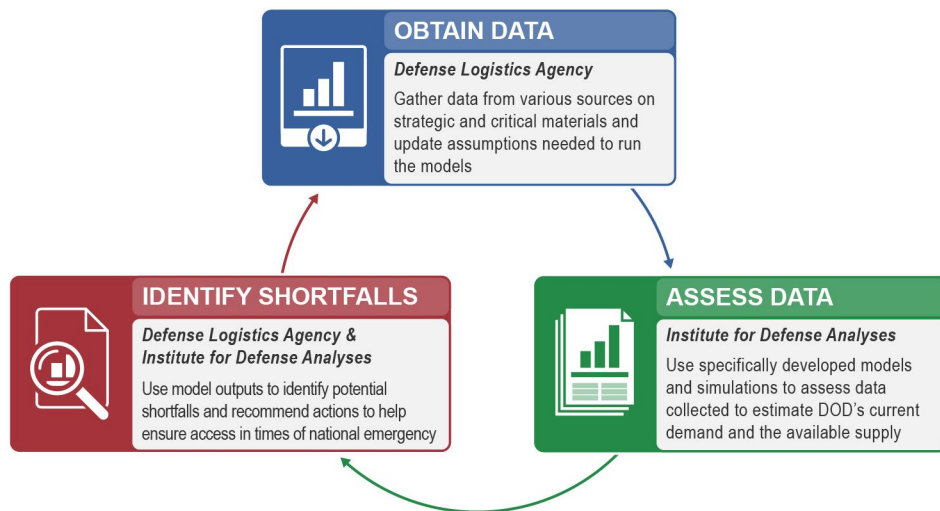 OBTAIN DATA
Defense Logistics Agency
Gather data from various sources on
strategic and critical materials and
update assumptions needed to run
the models
IDENTIFY SHORTFALLS
Defense Logistics Agency &
Institute for Defense Analyses
Use model outputs to identify potential
shortfalls and recommend actions to help
ensure access in times of national emergency
ASSESS DATA
Institute for Defense Analyses
Use specifically developed models
and simulations to assess data
collected to estimate DOD's current
demand and the available supply